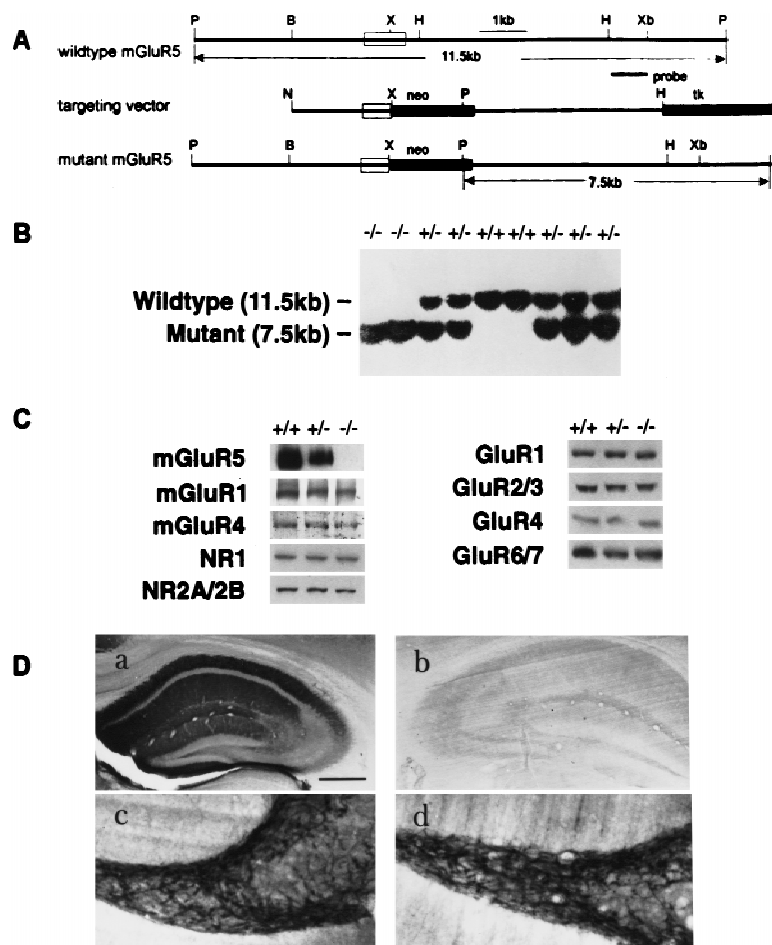 A
P B X H 1kb H Xb P
wildtype mGluR5
11.5kb
probe
N X neo P H tk
targeting vector
P B X neo P H Xb
mutant mGluR5
7.5kb
B
-/- -/- +/- +/- +/+ +/+ +/- +/- +/-
Wildtype (11.5kb) –
Mutant (7.5kb) –
C
+/+ +/- -/-
mGluR5
mGluR1
mGluR4
NR1
NR2A/2B
+/+ +/- -/-
GluR1
GluR2/3
GluR4
GluR6/7
D
a b
c d